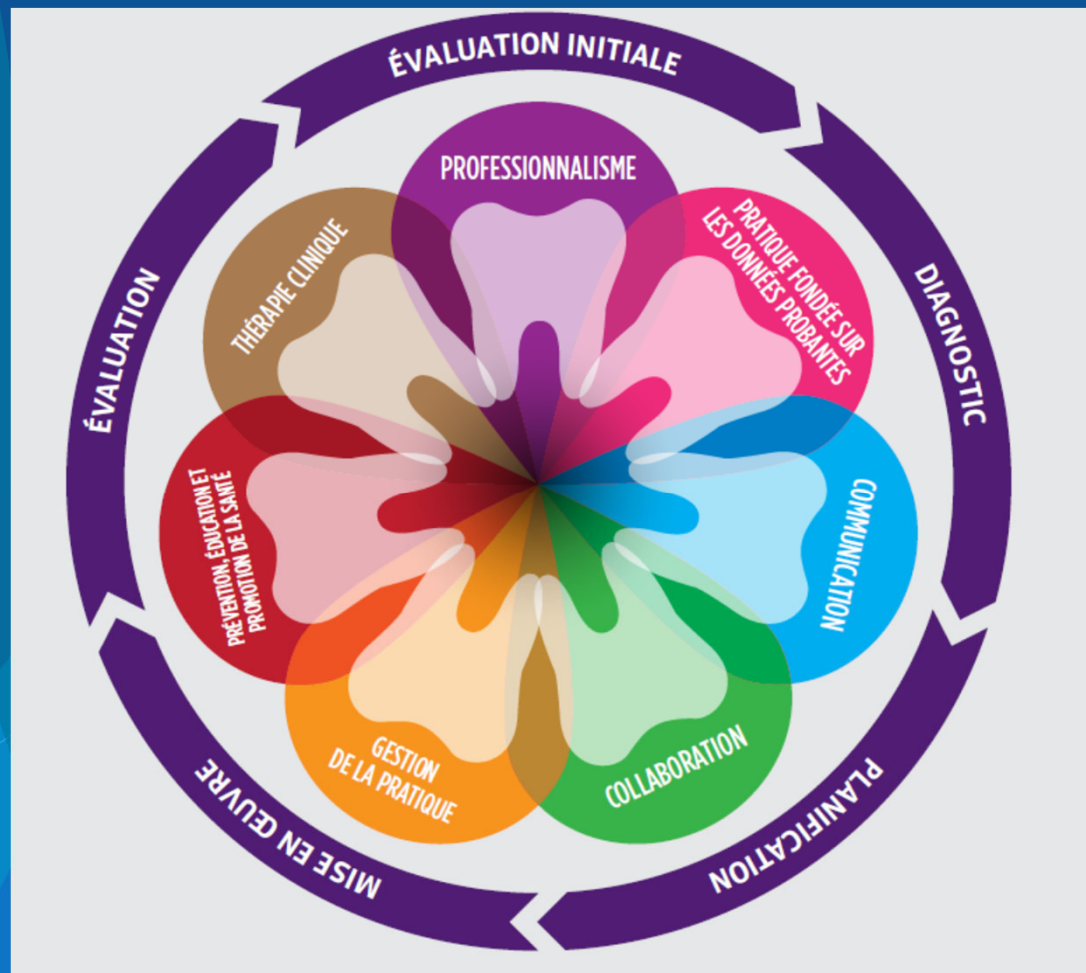 ÉVALUATION INITIALE
DIAGNOSTIC
PLANIFICATION
MISE EN ŒUVRE
ÉVALUATION
PROFESSIONNALISME
PRATIQUE FONDÉE SUR
LES DONNÉES PROBANTES
COMMUNICATION
COLLABORATION
GESTION
DE LA PRATIQUE
PRÉVENTION, ÉDUCATION ET
PROMOTION DE LA SANTÉ
THÉRAPIE CLINIQUE